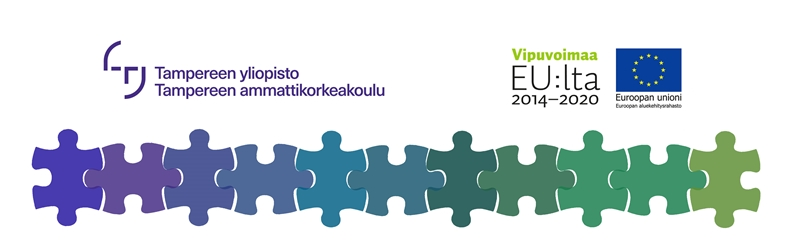 Tampereen yliopisto
Tampereen ammattikorkeakoulu
Vipuvoimaa
EU:lta
2014–2020
Euroopan unioni
Euroopan aluekehitysrahasto